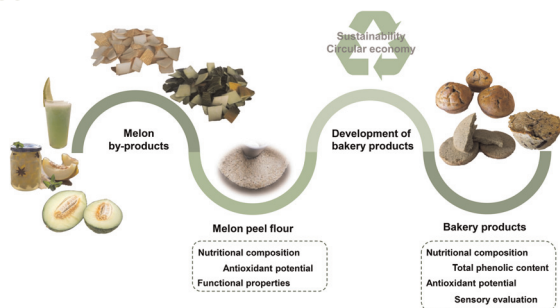 Sustainability
Circular economy
Melon
by-products
Development of
bakery products
Melon peel flour
Nutritional composition
Antioxidant potential
Functional properties
Bakery products
Nutritional composition
Total phenolic content
Antioxidant potential
Sensory evaluation